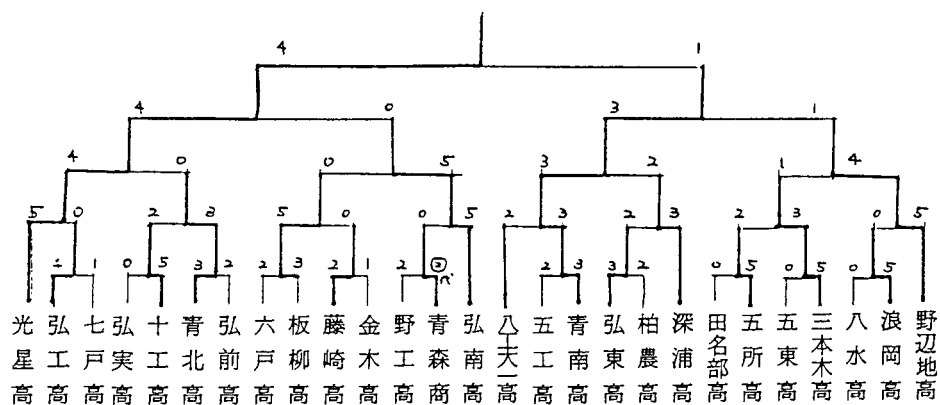 4 1
4 0 3 1
4 0 0 5 3 2 1 4
5 0 2 3 5 0 0 5 2 3 2 3 2 3 0 5
1 0 5 3 2 2 3 2 1 2 ② 2 3 3 2 0 5 0 5 0 5
光星高
弘工高
七戸高
弘実高
十工高
青北高
弘前高
六戸高
板柳高
藤崎高
金木高
野工高
青森商高
弘南高
八工大一高
五工高
青南高
弘東高
柏農高
深浦高
田名部高
五所高
五東高
三本木高
八水高
浪岡高
野辺地高